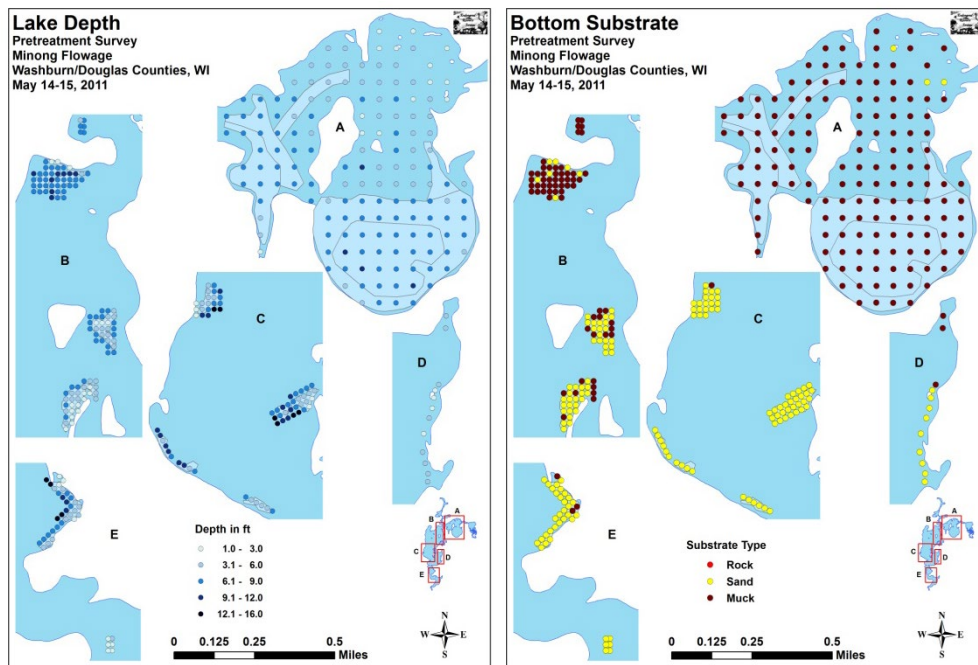 Lake Depth
Pretreatment Survey
Minong Flowage
Washburn/Douglas Counties, WI
May 14-15, 2011
A
B
C
D
E
Depth in ft
1.0 - 3.0
3.1 - 6.0
6.1 - 9.0
9.1 - 12.0
12.1 - 16.0
A
B
C
D
E
N
W E
S
0 0.125 0.25 0.5
Miles
Bottom Substrate
Pretreatment Survey
Minong Flowage
Washburn/Douglas Counties, WI
May 14-15, 2011
A
B
C
D
E
Substrate Type
Rock
Sand
Muck
A
B
C
D
E
N
W E
S
0 0.125 0.25 0.5
Miles